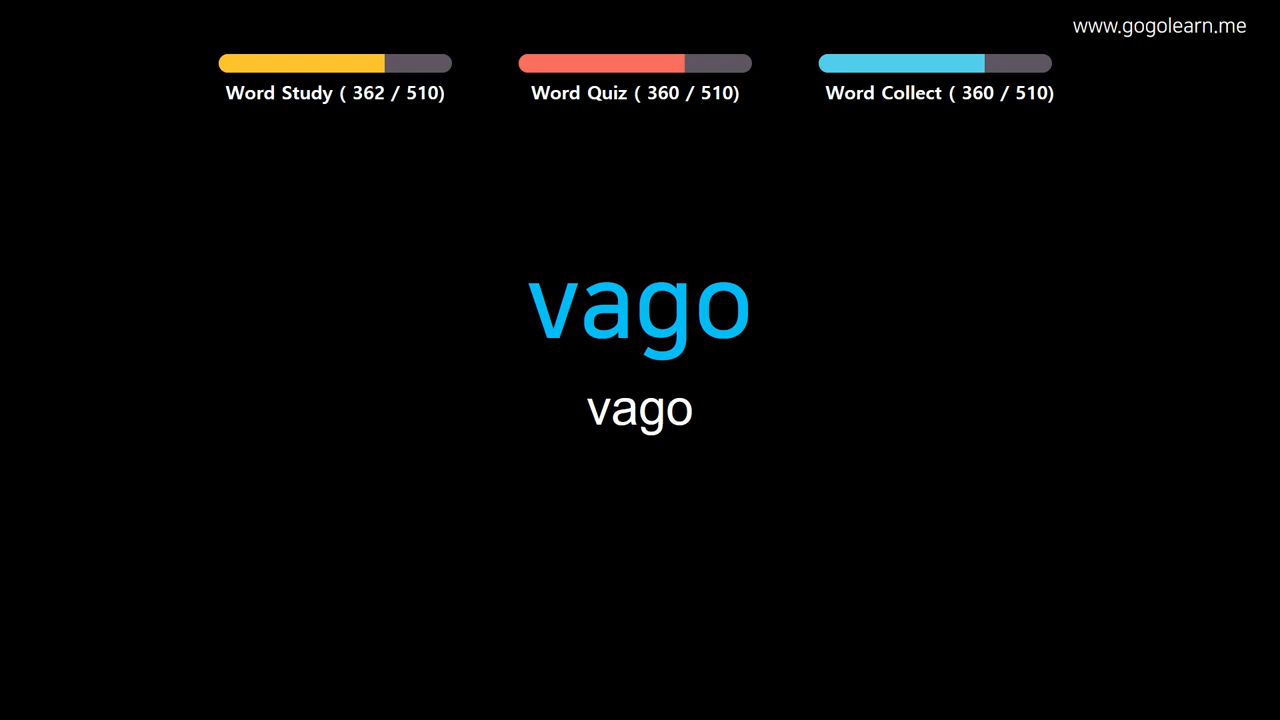 www.gogolearn.me
Word Study ( 362 / 510)
Word Quiz ( 360 / 510)
Word Collect ( 360 / 510)
vago
vago